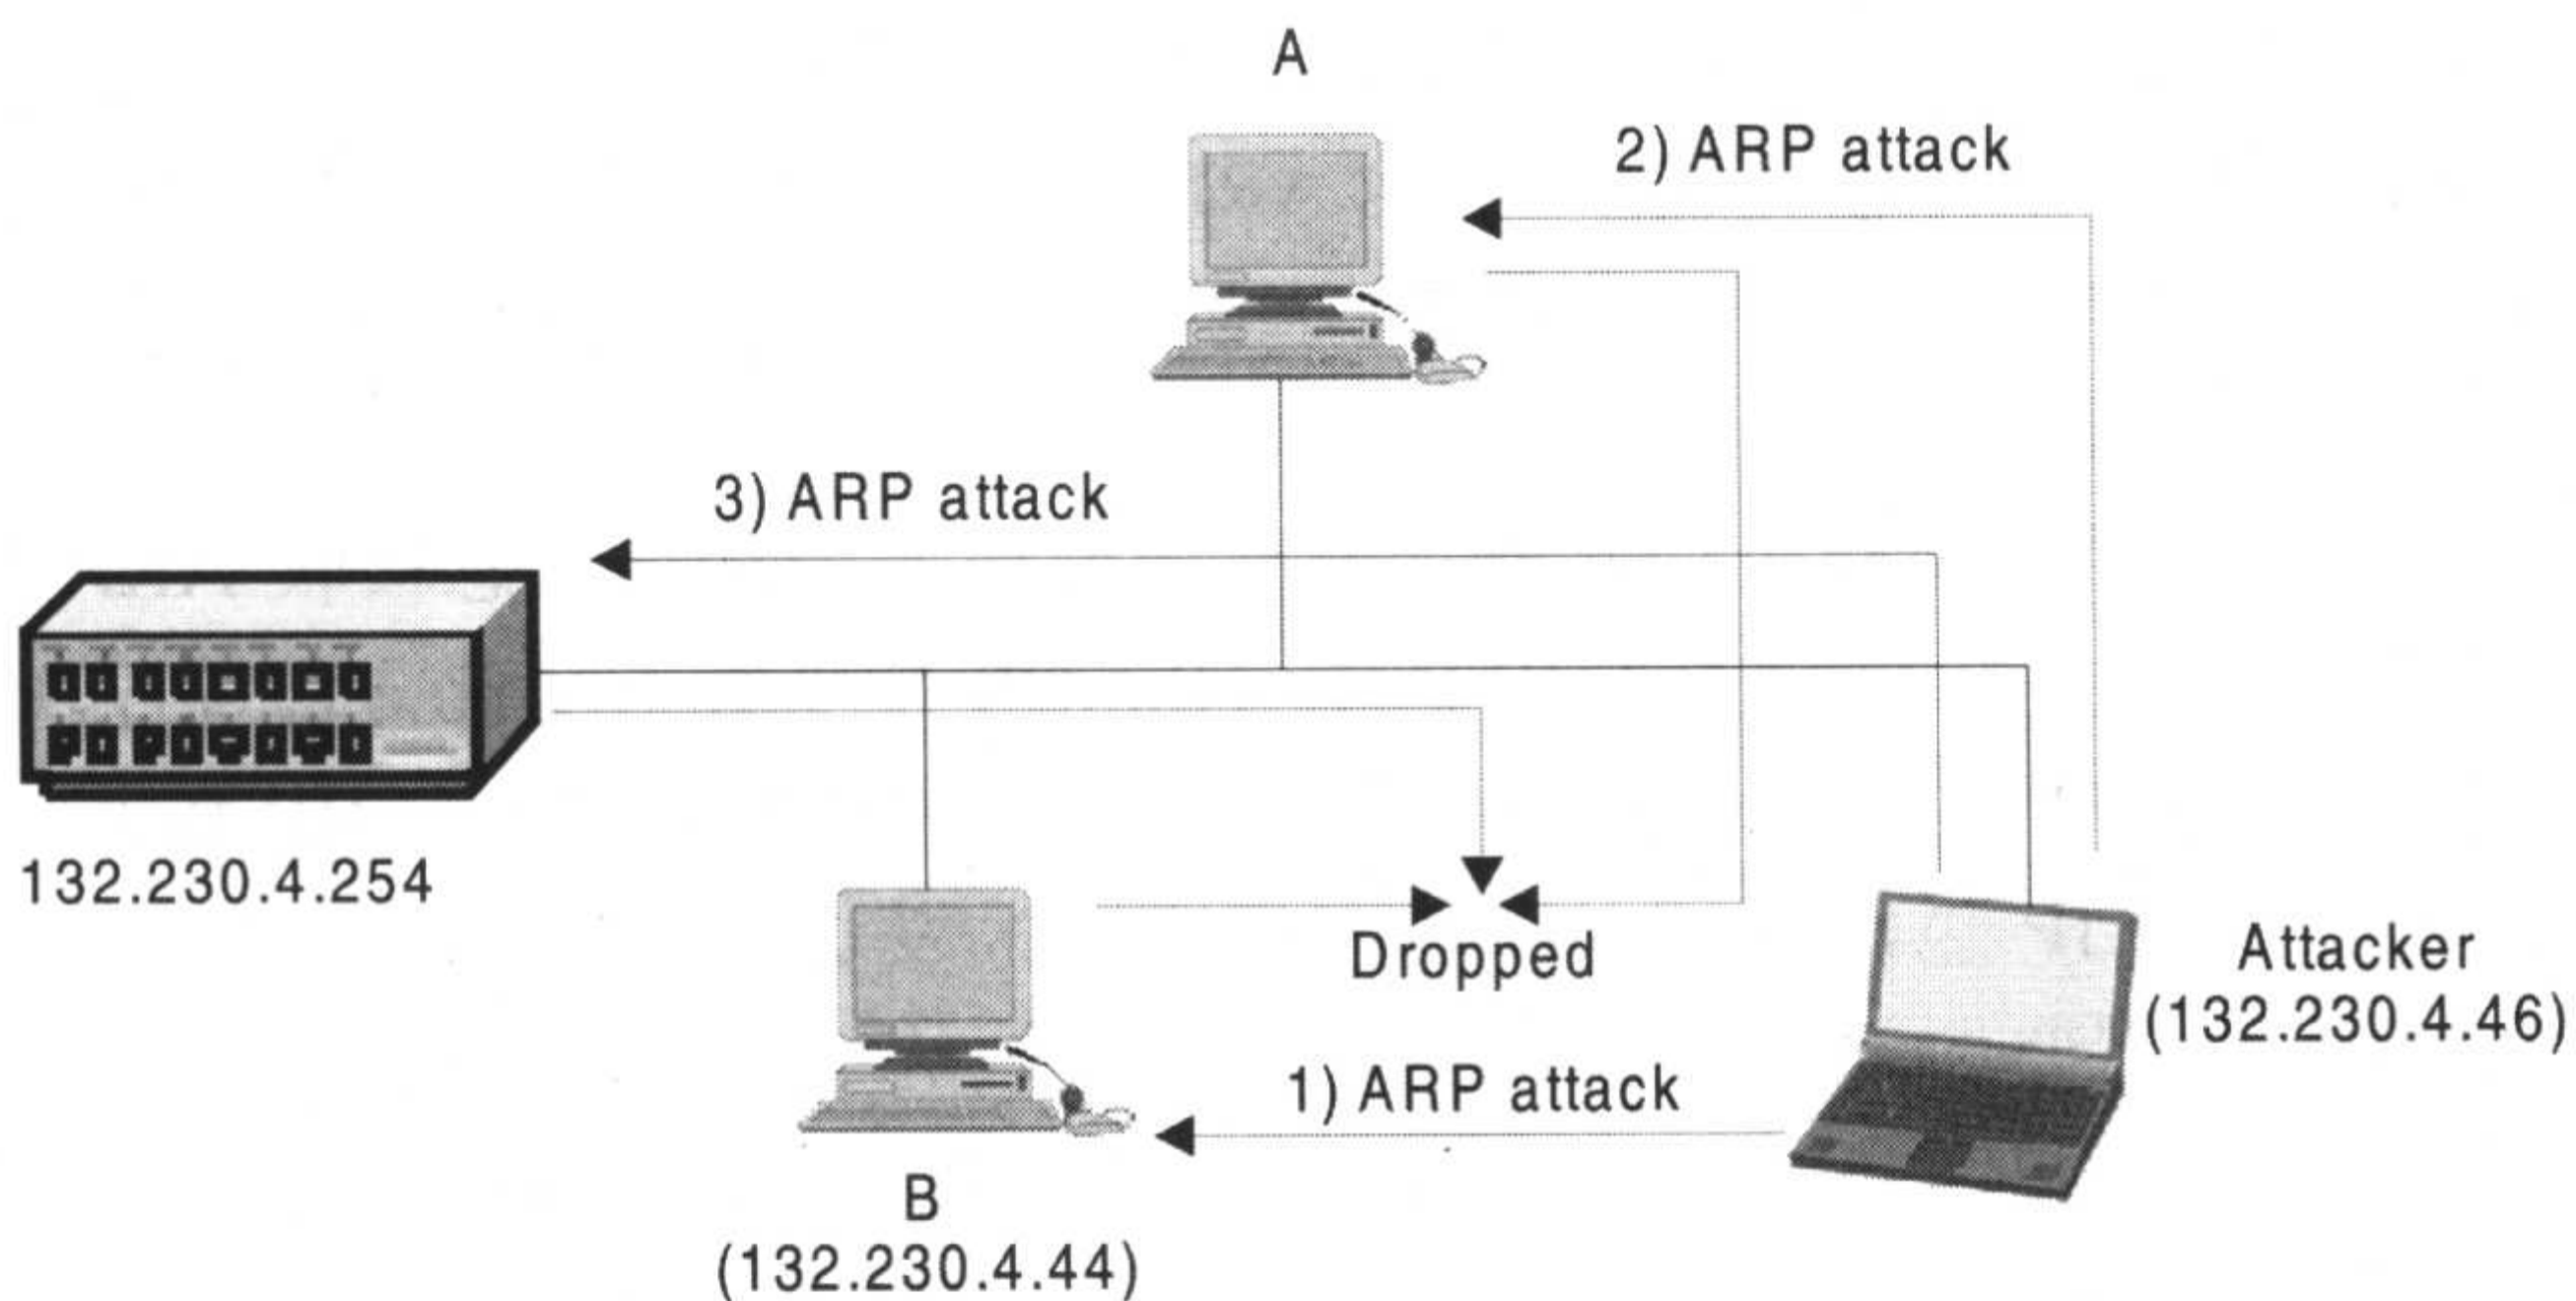 A
2) ARP attack
3) ARP attack
132.230.4.254
Dropped
Attacker
(132.230.4.46)
1) ARP attack
B
(132.230.4.44)